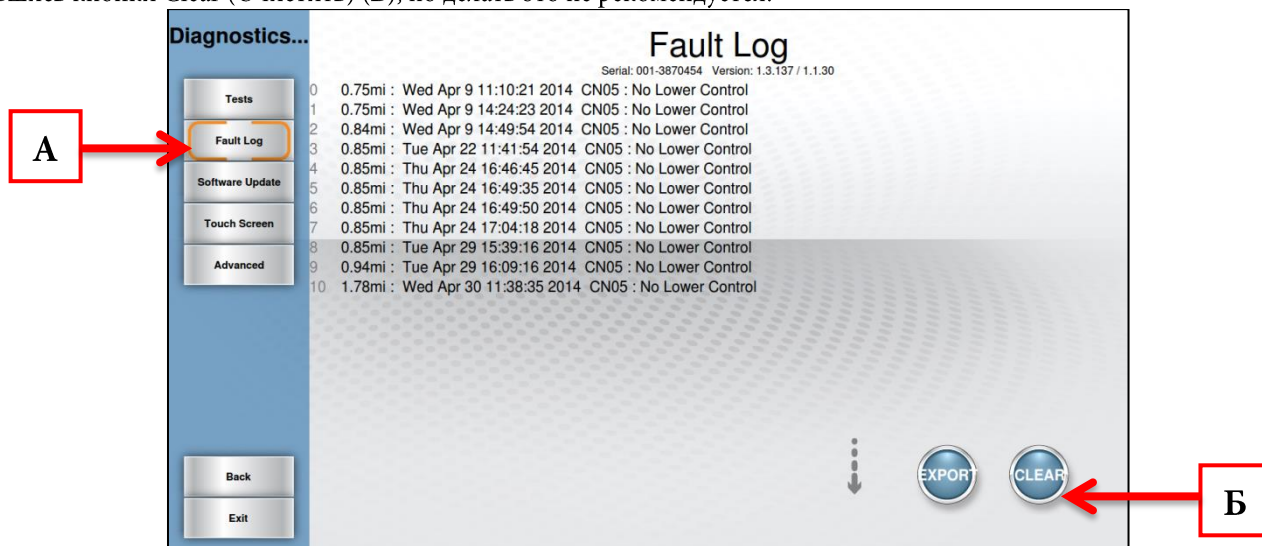 кнопкой Clear (Очистить) (Б), но делать это не рекомендуется.
Diagnostics...
Fault Log
Serial: 001-3870454 Version: 1.3.137 / 1.1.30
Tests
Fault Log
Software Update
Touch Screen
Advanced
0 0.75mi : Wed Apr 9 11:10:21 2014 CN05 : No Lower Control
1 0.75mi : Wed Apr 9 14:24:23 2014 CN05 : No Lower Control
2 0.84mi : Wed Apr 9 14:49:54 2014 CN05 : No Lower Control
3 0.85mi : Tue Apr 22 11:41:54 2014 CN05 : No Lower Control
4 0.85mi : Thu Apr 24 16:46:45 2014 CN05 : No Lower Control
5 0.85mi : Thu Apr 24 16:49:35 2014 CN05 : No Lower Control
6 0.85mi : Thu Apr 24 16:49:50 2014 CN05 : No Lower Control
7 0.85mi : Thu Apr 24 17:04:18 2014 CN05 : No Lower Control
8 0.85mi : Tue Apr 29 15:39:16 2014 CN05 : No Lower Control
9 0.94mi : Tue Apr 29 16:09:16 2014 CN05 : No Lower Control
10 1.78mi : Wed Apr 30 11:38:35 2014 CN05 : No Lower Control
А
Back
Exit
EXPORT
CLEAR
Б